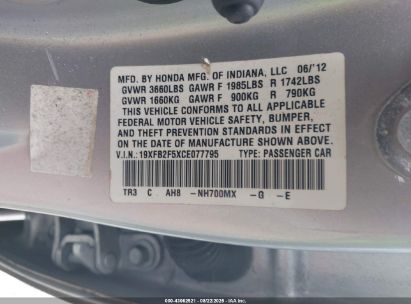 MFD. BY HONDA MFG. OF INDIANA, LLC 06/'12
GVWR 3660LBS GAWR F 1985LBS R 1742LBS
GVWR 1660KG GAWR F 900KG R 790KG
THIS VEHICLE CONFORMS TO ALL APPLICABLE
FEDERAL MOTOR VEHICLE SAFETY, BUMPER,
AND THEFT PREVENTION STANDARDS IN EFFECT
ON THE DATE OF MANUFACTURE SHOWN ABOVE.
V.I.N.: 19XFB2F5XCE077795 TYPE: PASSENGER CAR
TR3 C AH8 -NH700MX -G -E